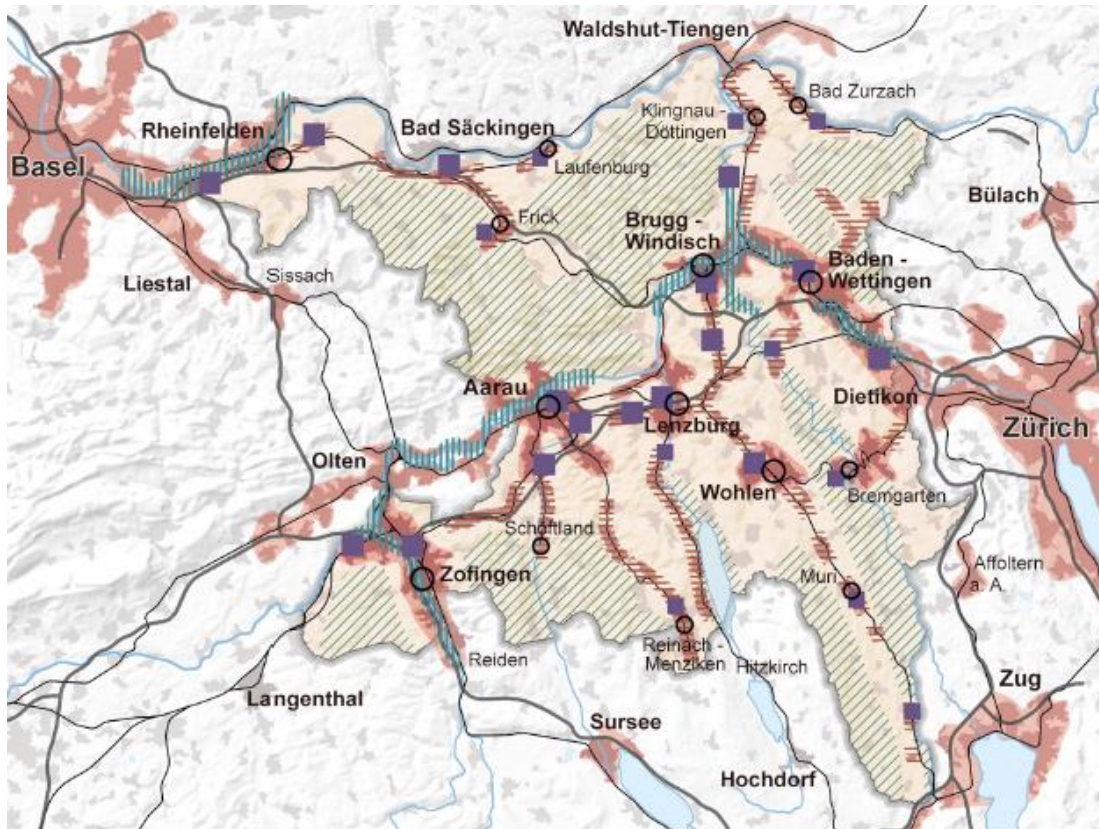 Waldshut-Tiengen
Bad Zurzach
Klingnau -
Döttingen
Rheinfelden
Bad Säckingen
Basel
Laufenburg
Bülach
Frick
Brugg -
Windisch
Baden -
Wettingen
Liestal
Sissach
Aarau
Dietikon
Lenzburg
Zürich
Olten
Wohlen
Bremgarten
Schöftland
Zofingen
Muri
Affoltern
a. A.
Reinach -
Menziken
Hitzkirch
Reiden
Langenthal
Zug
Sursee
Hochdorf